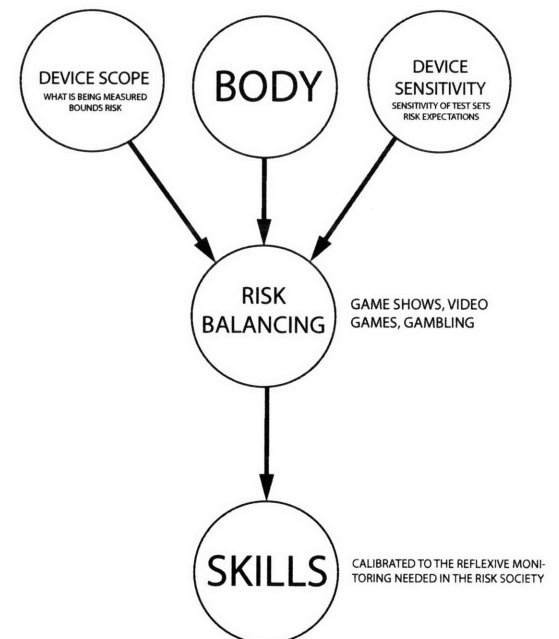 DEVICE SCOPE
WHAT IS BEING MEASURED
BOUNDS RISK
BODY
DEVICE
SENSITIVITY
SENSITIVITY OF TEST SETS
RISK EXPECTATIONS
RISK
BALANCING
GAME SHOWS, VIDEO
GAMES, GAMBLING
SKILLS
CALIBRATED TO THE REFLEXIVE MONI-
TORING NEEDED IN THE RISK SOCIETY